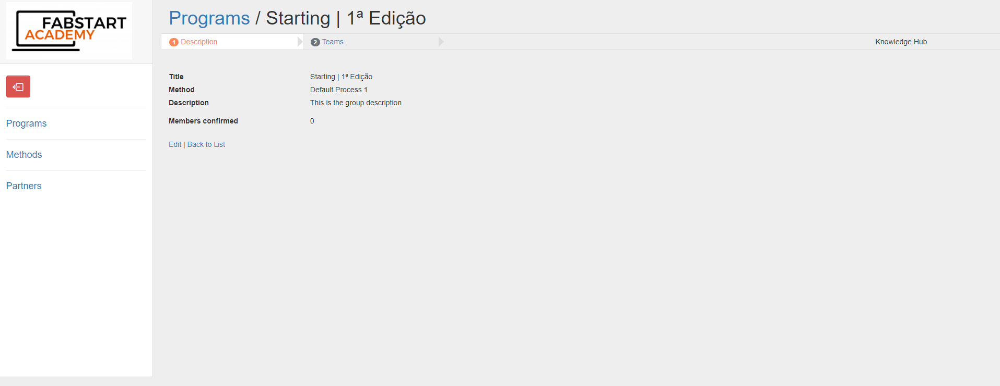 FABSTART
ACADEMY
Programs
Methods
Partners
Programs / Starting | 1ª Edição
1 Description
2 Teams
Knowledge Hub
Title Starting | 1ª Edição
Method Default Process 1
Description This is the group description
Members confirmed 0
Edit | Back to List